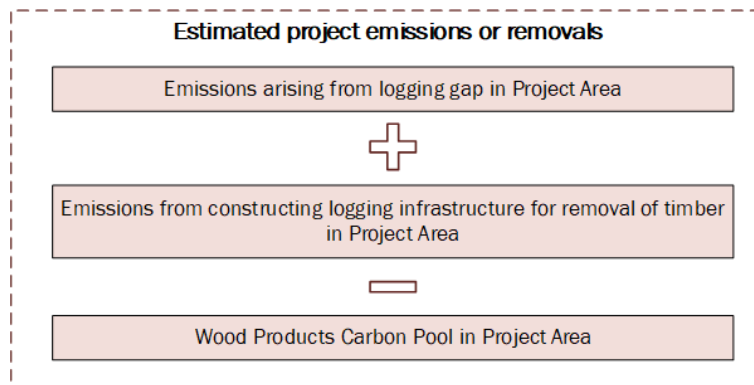 Estimated project emissions or removals
Emissions arising from logging gap in Project Area
Emissions from constructing logging infrastructure for removal of timber
in Project Area
Wood Products Carbon Pool in Project Area